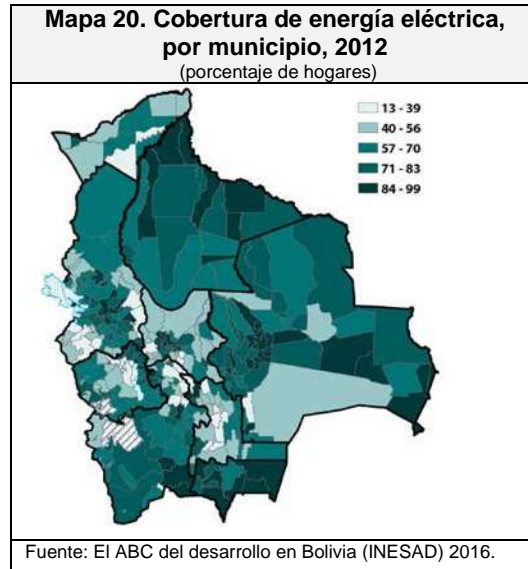 Mapa 20. Cobertura de energía eléctrica,
por municipio, 2012
(porcentaje de hogares)
13 - 39
40 - 56
57 - 70
71 - 83
84 - 99
Fuente: El ABC del desarrollo en Bolivia (INESAD) 2016.